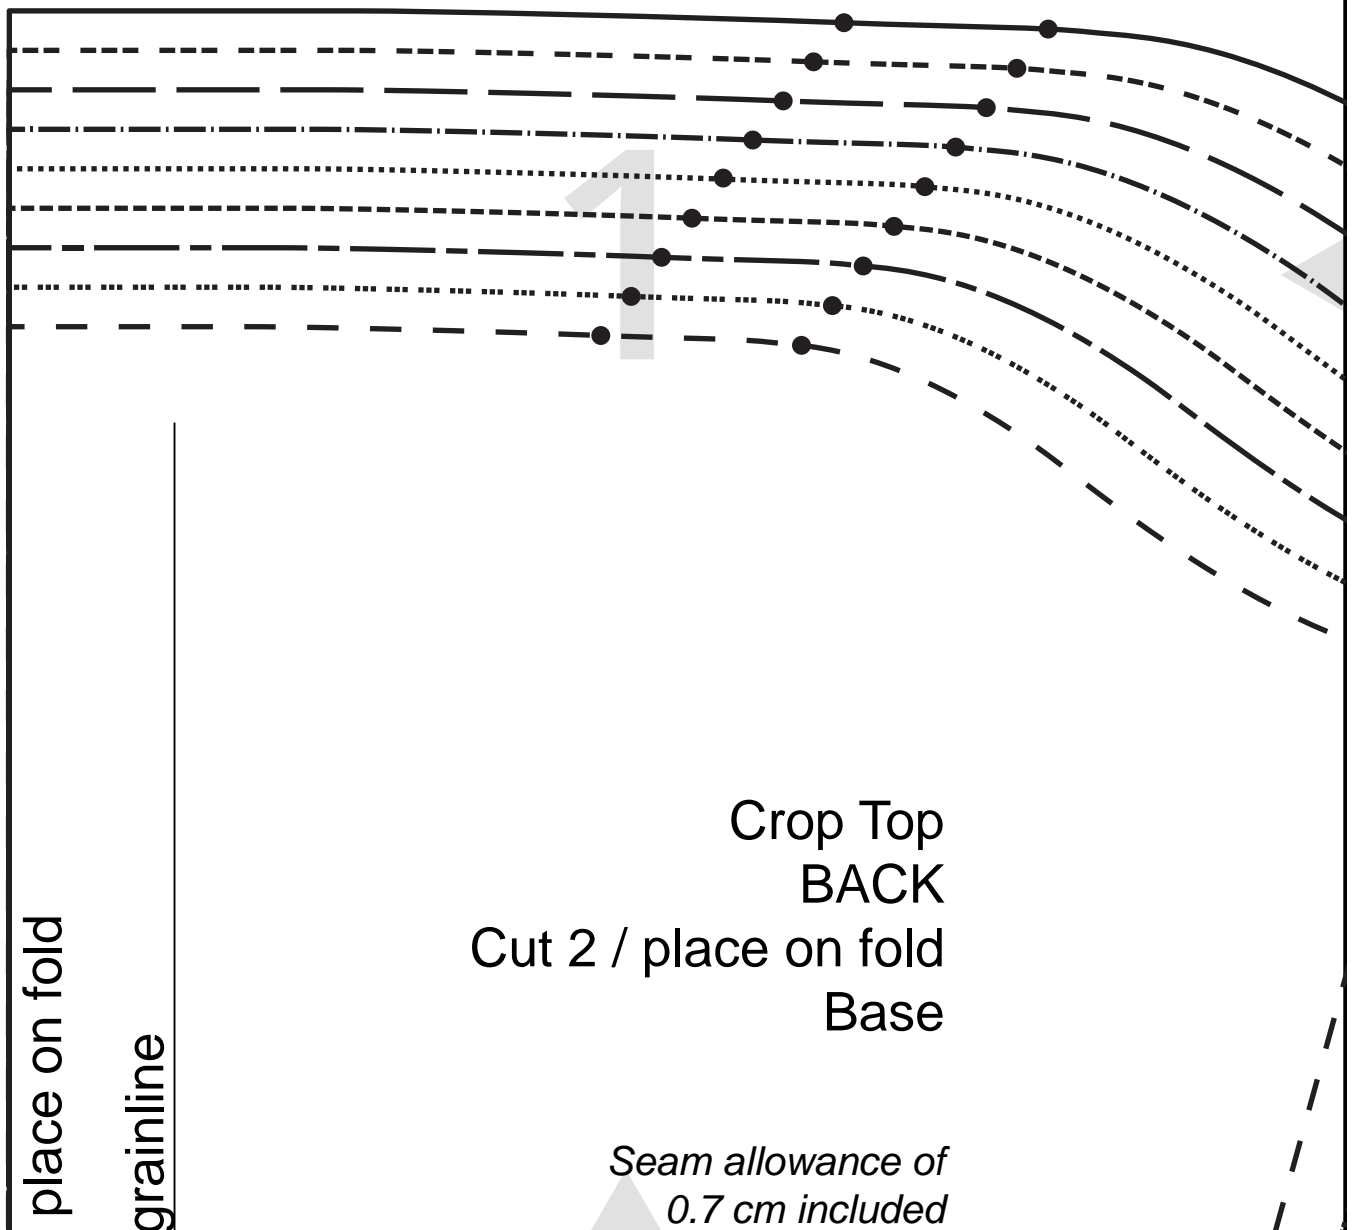 1
Crop Top
BACK
Cut 2 / place on fold
Base
place on fold
grainline
Seam allowance of
0.7 cm included